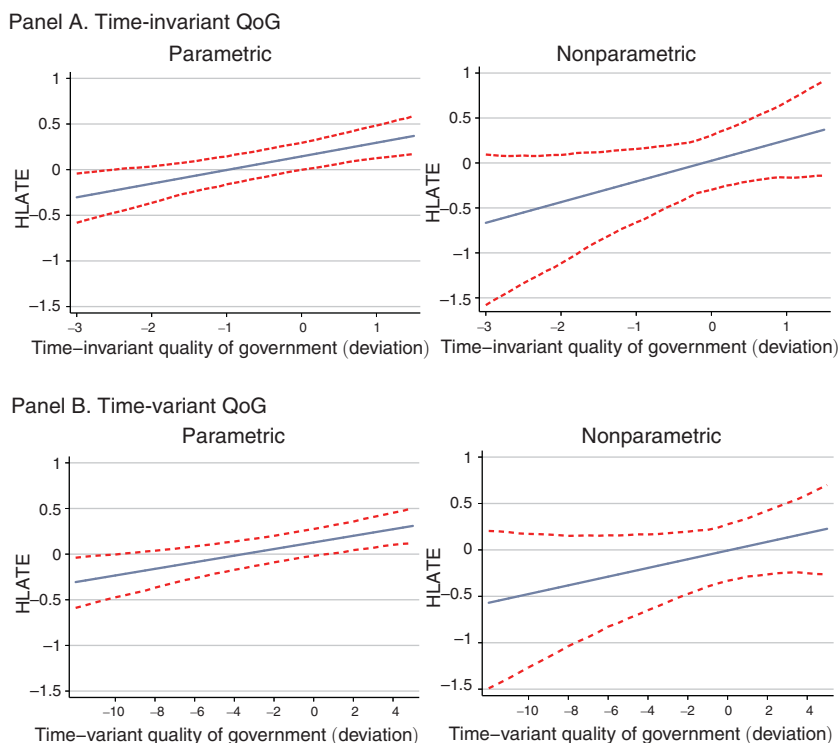 Panel A. Time-invariant QoG
Parametric
Nonparametric
HLATE
1
0.5
0
−0.5
−1
−1.5
−3 −2 −1 0 1
Time−invariant quality of government (deviation)
HLATE
1
0.5
0
−0.5
−1
−1.5
−3 −2 −1 0 1
Time−invariant quality of government (deviation)
Panel B. Time-variant QoG
Parametric
Nonparametric
HLATE
1
0.5
0
−0.5
−1
−1.5
−10 −8 −6 −4 −2 0 2 4
Time−variant quality of government (deviation)
HLATE
1
0.5
0
−0.5
−1
−1.5
−10 −8 −6 −4 −2 0 2 4
Time−variant quality of government (deviation)